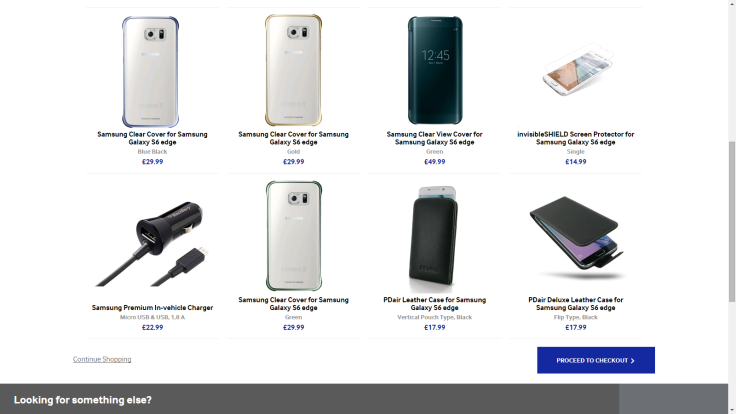 Samsung Clear Cover for Samsung
Galaxy S6 edge
Blue Black
£29.99
Samsung Clear Cover for Samsung
Galaxy S6 edge
Gold
£29.99
12:45
Samsung Clear View Cover for
Samsung Galaxy S6 edge
Green
£49.99
invisibleSHIELD Screen Protector for
Samsung Galaxy S6 edge
Single
£14.99
Samsung Premium In-vehicle Charger
Micro USB & USB, 1.8 A
£22.99
Samsung Clear Cover for Samsung
Galaxy S6 edge
Green
£29.99
PDair Leather Case for Samsung
Galaxy S6 edge
Vertical Pouch Type, Black
£17.99
PDair Deluxe Leather Case for
Samsung Galaxy S6 edge
Flip Type, Black
£17.99
Continue Shopping
PROCEED TO CHECKOUT
Looking for something else?